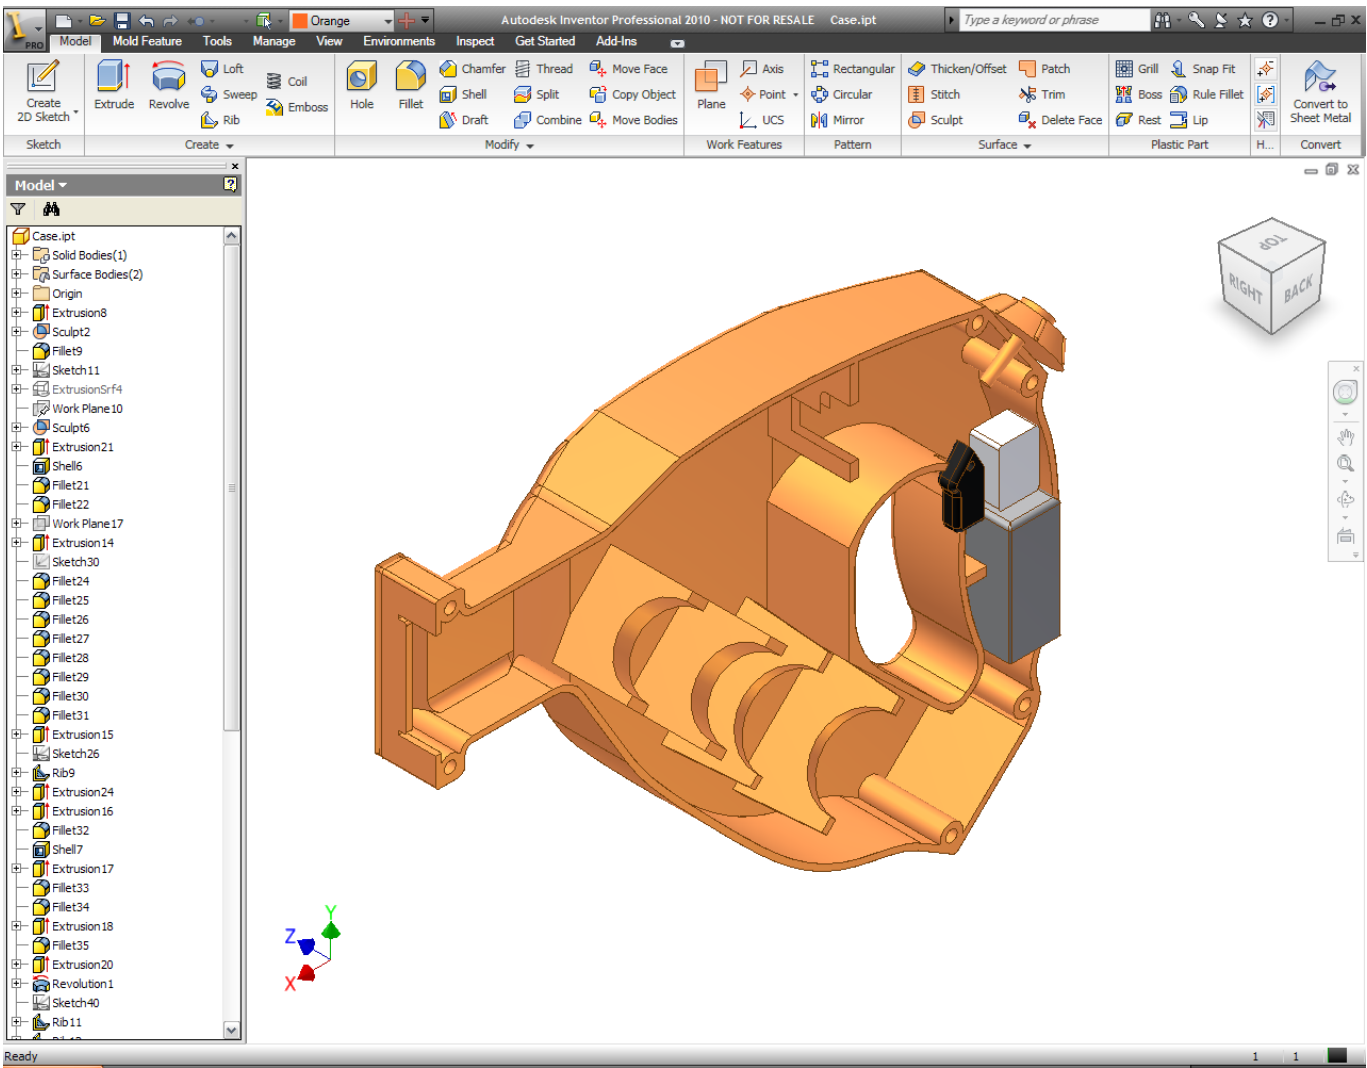 PRO
Orange
Autodesk Inventor Professional 2010 - NOT FOR RESALE Case.ipt
Type a keyword or phrase
Model Mold Feature Tools Manage View Environments Inspect Get Started Add-Ins
Create 2D Sketch
Extrude
Revolve
Loft
Sweep
Rib
Coil
Emboss
Hole
Fillet
Chamfer
Shell
Draft
Thread
Split
Combine
Move Face
Copy Object
Move Bodies
Plane
Axis
Point
UCS
Rectangular
Circular
Mirror
Thicken/Offset
Stitch
Sculpt
Patch
Trim
Delete Face
Grill
Boss
Rest
Snap Fit
Rule Fillet
Lip
Convert to Sheet Metal
Sketch Create Modify Work Features Pattern Surface Plastic Part H... Convert
Model
Case.ipt
Solid Bodies(1)
Surface Bodies(2)
Origin
Extrusion8
Sculpt2
Fillet9
Sketch11
ExtrusionSrf4
Work Plane10
Sculpt6
Extrusion21
Shell6
Fillet21
Fillet22
Work Plane17
Extrusion14
Sketch30
Fillet24
Fillet25
Fillet26
Fillet27
Fillet28
Fillet29
Fillet30
Fillet31
Extrusion15
Sketch26
Rib9
Extrusion24
Extrusion16
Fillet32
Shell7
Extrusion17
Fillet33
Fillet34
Extrusion18
Fillet35
Extrusion20
Revolution1
Sketch40
Rib11
TOP
RIGHT
BACK
Y
Z
X
Ready
1 1